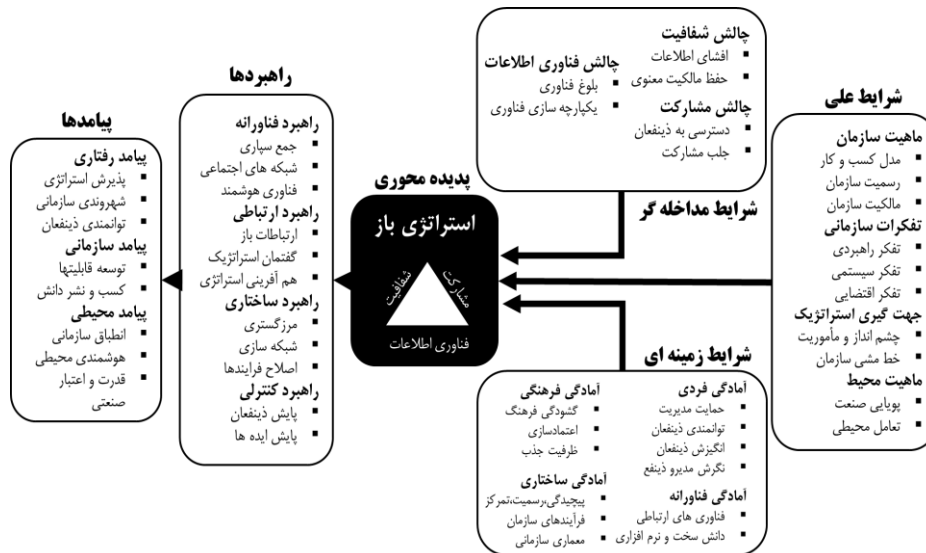 شرایط علی
ماهیت سازمان
مدل کسب و کار
رسمیت سازمان
مالکیت سازمان
تفکرات سازمانی
تفکر راهبردی
تفکر سیستمی
تفکر اقتضایی
جهت گیری استراتژیک
چشم انداز و مأموریت
خط مشی سازمان
ماهیت محیط
پویایی صنعت
تعامل محیطی
چالش شفافیت
افشای اطلاعات
حفظ مالکیت معنوی
چالش مشارکت
دسترسی به ذینفعان
جلب مشارکت
چالش فناوری اطلاعات
بلوغ فناوری
یکپارچه سازی فناوری
شرایط مداخله گر
پدیده محوری
استراتژی باز
مشارکت
شفافیت
فناوری اطلاعات
شرایط زمینه ای
آمادگی فردی
حمایت مدیریت
توانمندی ذینفعان
انگیزش ذینفعان
نگرش مدیرو ذینفع
آمادگی فناورانه
فناوری های ارتباطی
دانش سخت و نرم افزاری
آمادگی فرهنگی
گشودگی فرهنگ
اعتمادسازی
ظرفیت جذب
آمادگی ساختاری
پیچیدگی،رسمیت،تمرکز
فرآیندهای سازمان
معماری سازمانی
راهبردها
راهبرد فناورانه
جمع سپاری
شبکه های اجتماعی
فناوری هوشمند
راهبرد ارتباطی
ارتباطات باز
گفتمان استراتژیک
هم آفرینی استراتژی
راهبرد ساختاری
مرزگستری
شبکه سازی
اصلاح فرایندها
راهبرد کنترلی
پایش ذینفعان
پایش ایده ها
پیامدها
پیامد رفتاری
پذیرش استراتژی
شهروندی سازمانی
توانمندی ذینفعان
پیامد سازمانی
توسعه قابلیتها
کسب و نشر دانش
پیامد محیطی
انطباق سازمانی
هوشمندی محیطی
قدرت و اعتبار
صنعتی